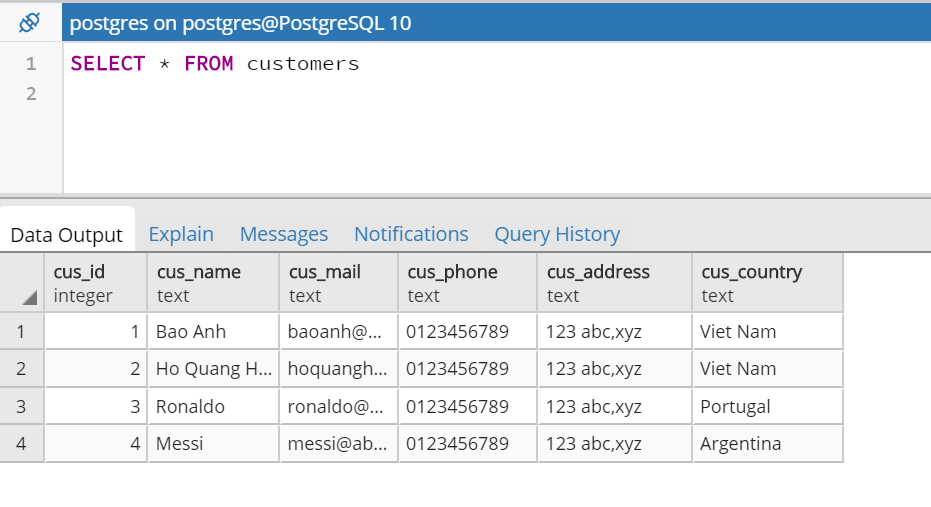 postgres on postgres@PostgreSQL 10
1 SELECT * FROM customers
2
Data Output Explain Messages Notifications Query History
cus_id cus_name cus_mail cus_phone cus_address cus_country
integer text text text text text
1 1 Bao Anh baoanh@... 0123456789 123 abc,xyz Viet Nam
2 2 Ho Quang H... hoquangh... 0123456789 123 abc,xyz Viet Nam
3 3 Ronaldo ronaldo@... 0123456789 123 abc,xyz Portugal
4 4 Messi messi@ab... 0123456789 123 abc,xyz Argentina